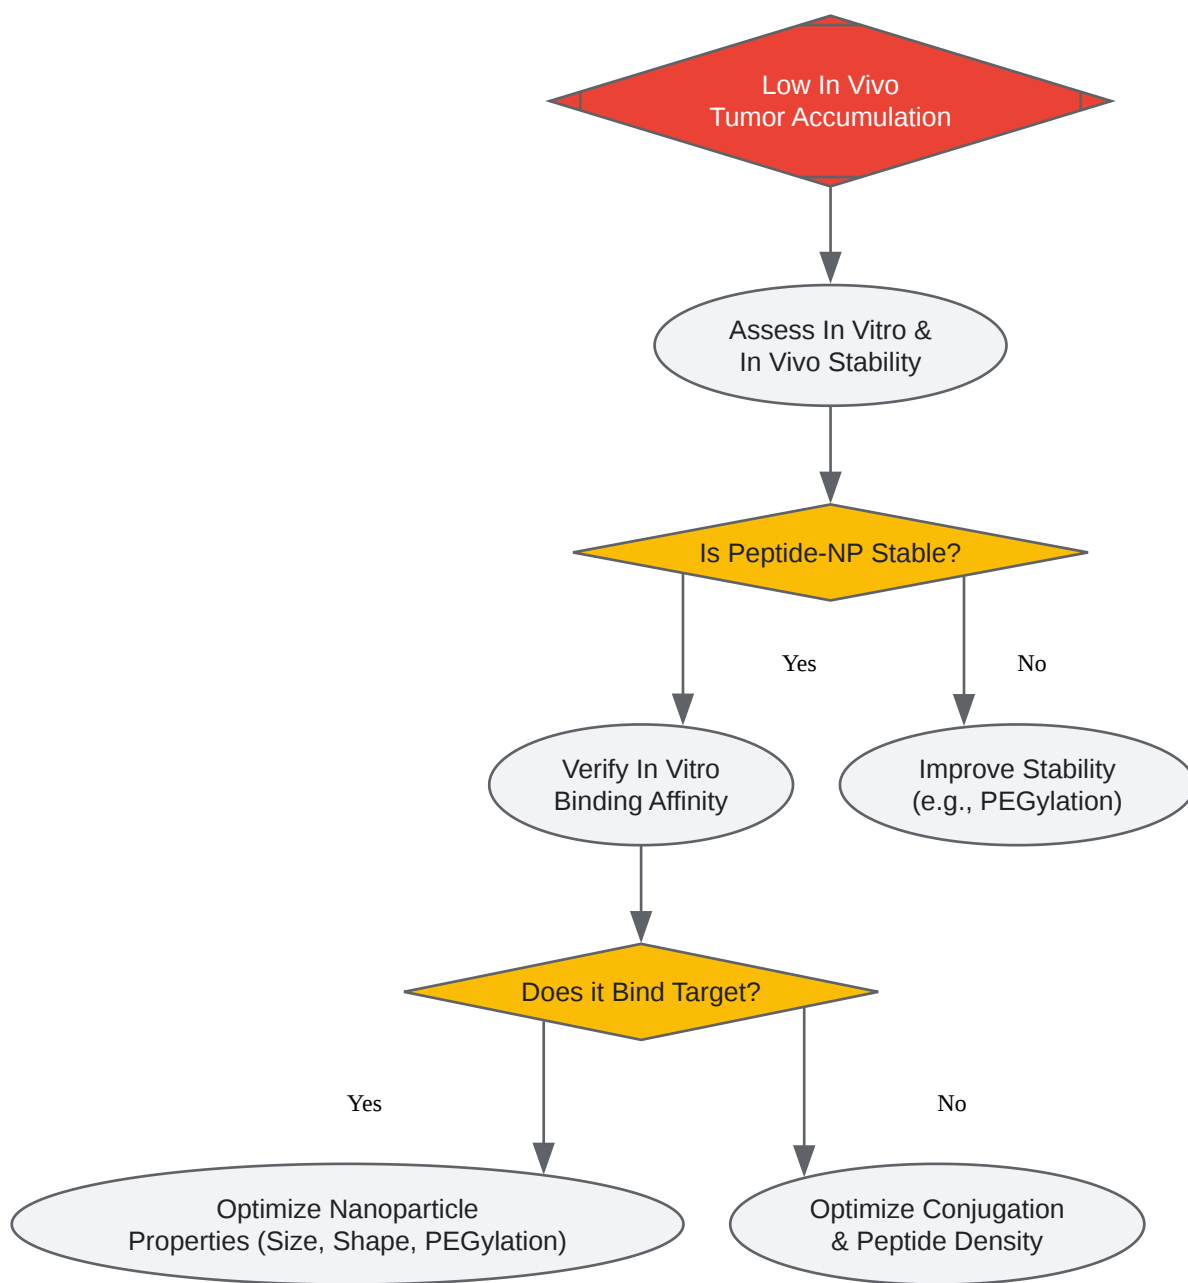 Low In Vivo
Tumor Accumulation
Assess In Vitro &
In Vivo Stability
Is Peptide-NP Stable?
Yes
No
Verify In Vitro
Binding Affinity
Improve Stability
(e.g., PEGylation)
Does it Bind Target?
Yes
No
Optimize Nanoparticle
Properties (Size, Shape, PEGylation)
Optimize Conjugation
& Peptide Density